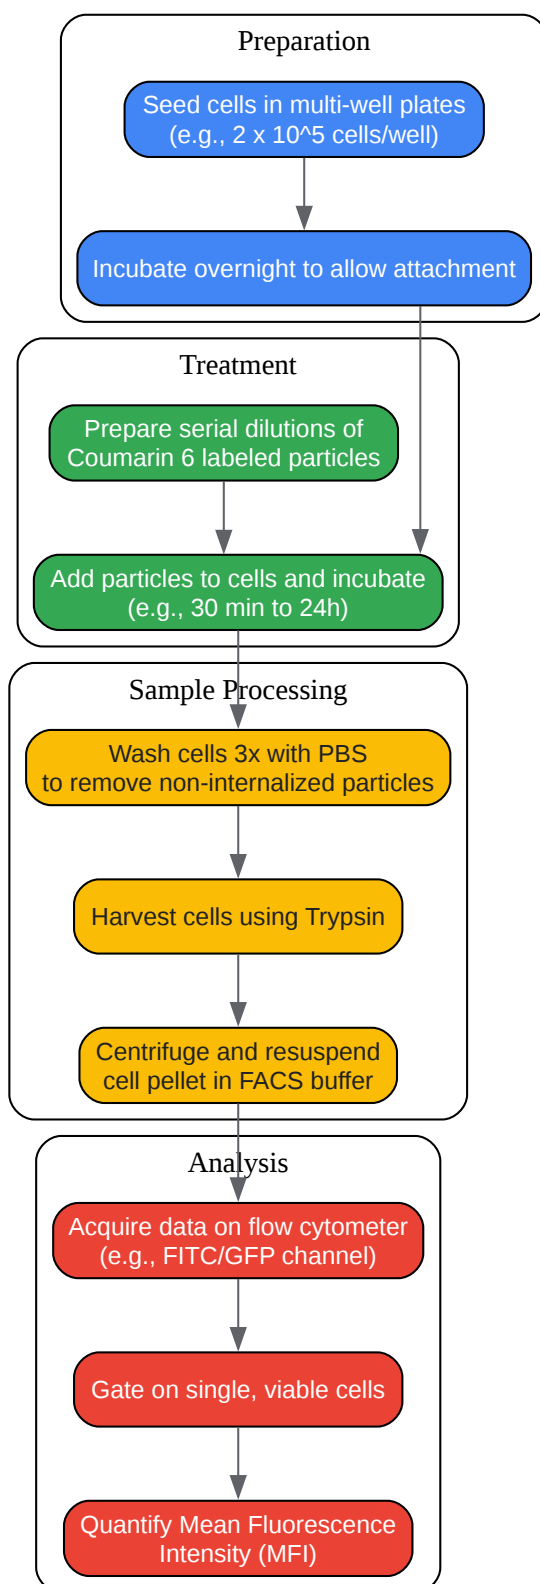 Preparation
Seed cells in multi-well plates
(e.g., 2 x 10^5 cells/well)
Incubate overnight to allow attachment
Treatment
Prepare serial dilutions of
Coumarin 6 labeled particles
Add particles to cells and incubate
(e.g., 30 min to 24h)
Sample Processing
Wash cells 3x with PBS
to remove non-internalized particles
Harvest cells using Trypsin
Centrifuge and resuspend
cell pellet in FACS buffer
Analysis
Acquire data on flow cytometer
(e.g., FITC/GFP channel)
Gate on single, viable cells
Quantify Mean Fluorescence
Intensity (MFI)